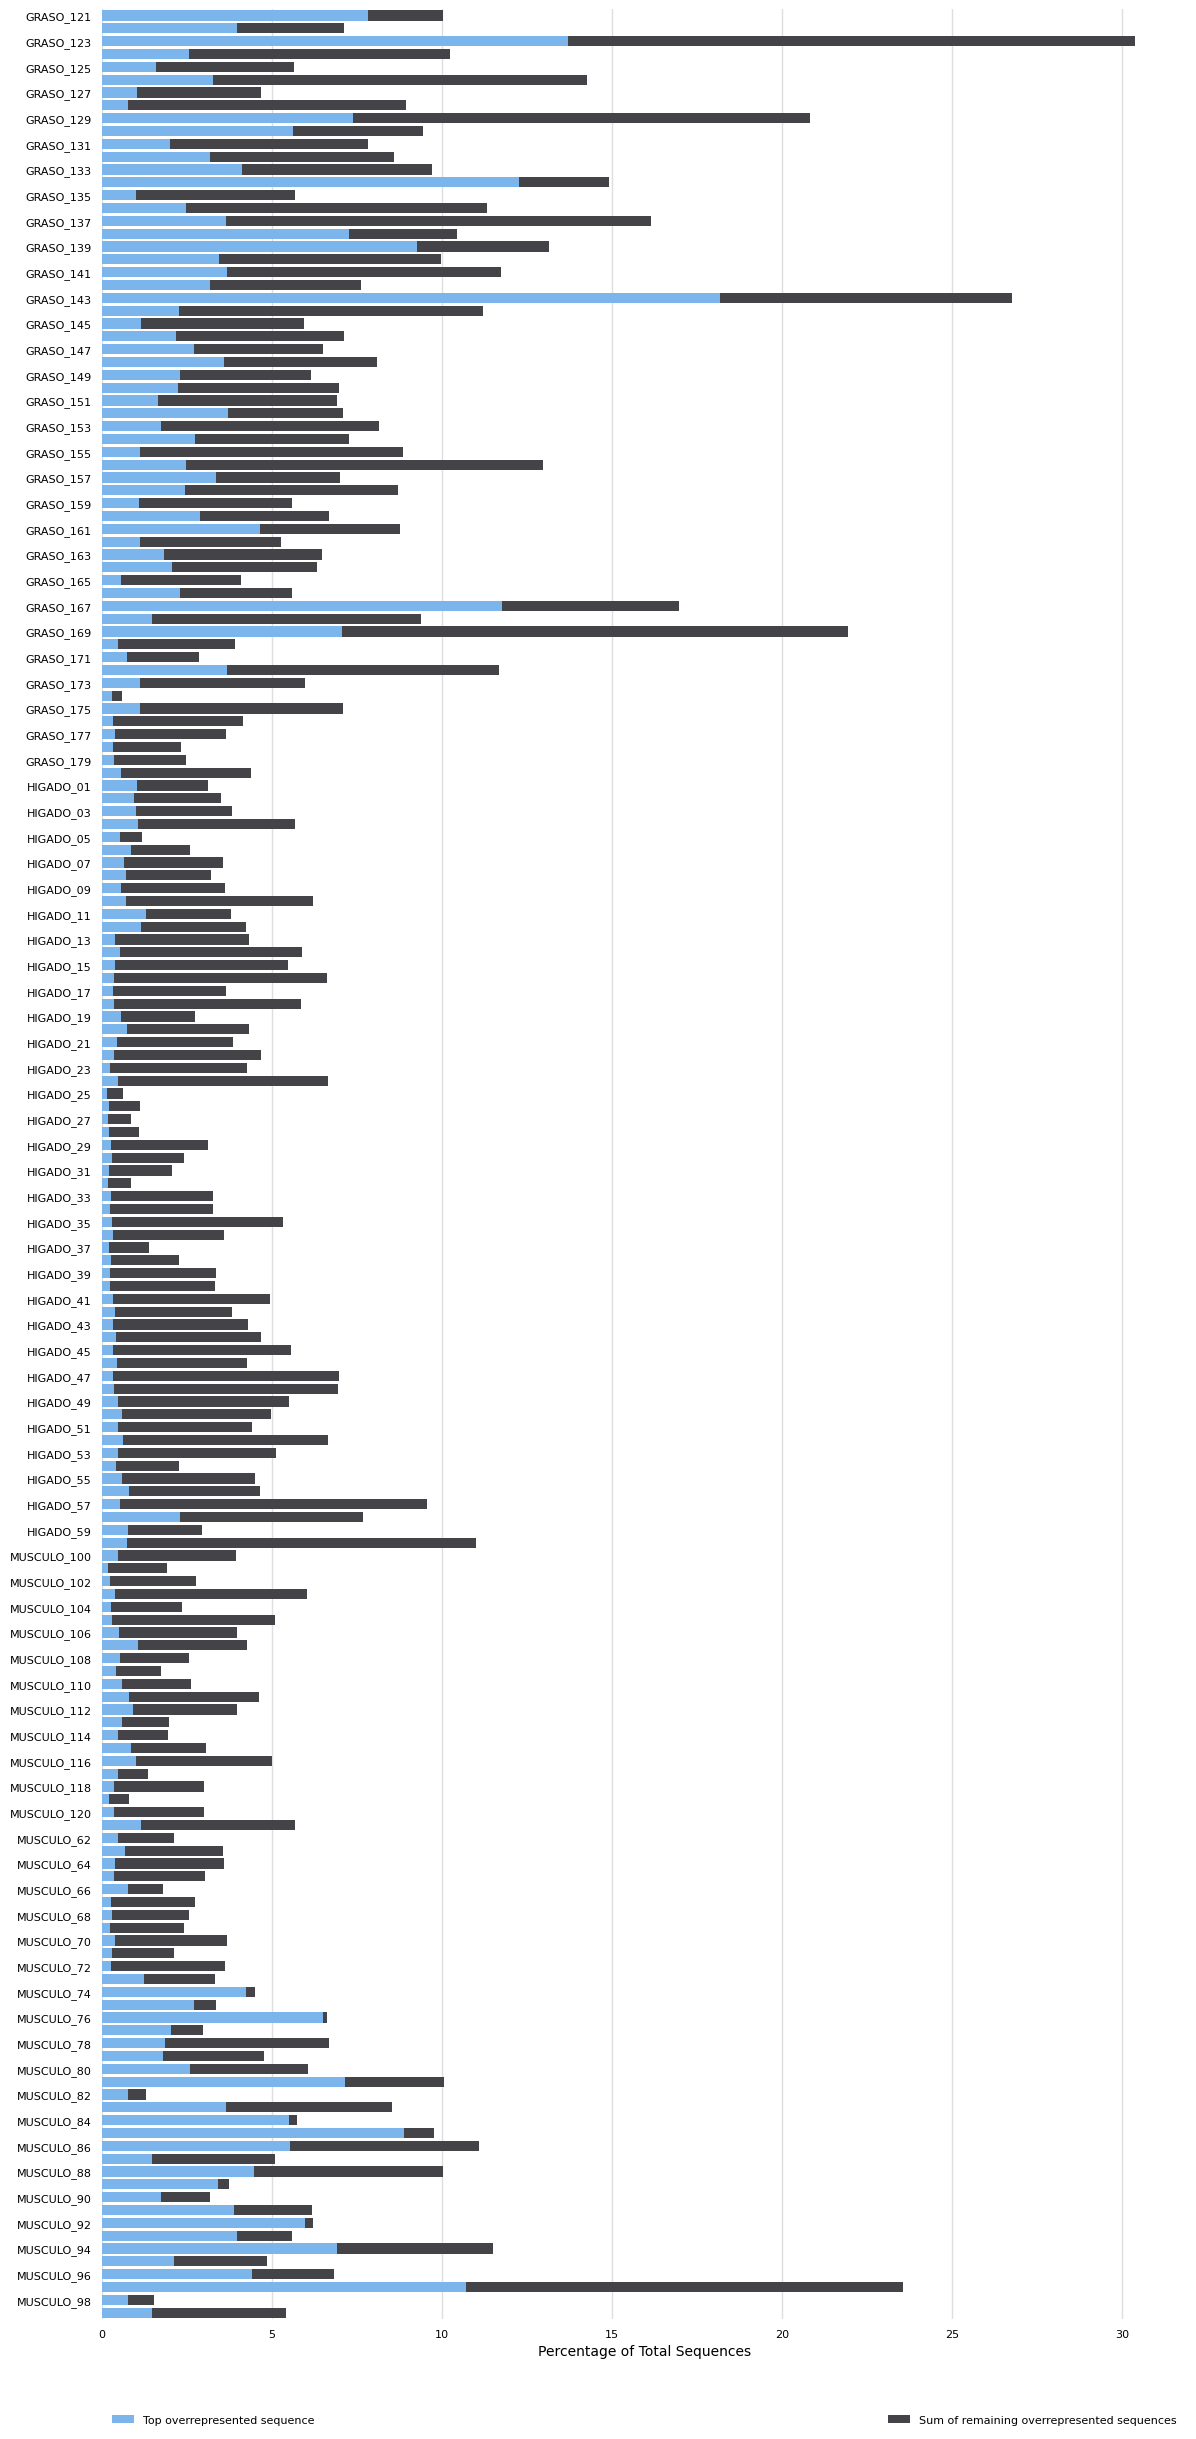 GRASO_121
GRASO_123
GRASO_125
GRASO_127
GRASO_129
GRASO_131
GRASO_133
GRASO_135
GRASO_137
GRASO_139
GRASO_141
GRASO_143
GRASO_145
GRASO_147
GRASO_149
GRASO_151
GRASO_153
GRASO_155
GRASO_157
GRASO_159
GRASO_161
GRASO_163
GRASO_165
GRASO_167
GRASO_169
GRASO_171
GRASO_173
GRASO_175
GRASO_177
GRASO_179
HIGADO_01
HIGADO_03
HIGADO_05
HIGADO_07
HIGADO_09
HIGADO_11
HIGADO_13
HIGADO_15
HIGADO_17
HIGADO_19
HIGADO_21
HIGADO_23
HIGADO_25
HIGADO_27
HIGADO_29
HIGADO_31
HIGADO_33
HIGADO_35
HIGADO_37
HIGADO_39
HIGADO_41
HIGADO_43
HIGADO_45
HIGADO_47
HIGADO_49
HIGADO_51
HIGADO_53
HIGADO_55
HIGADO_57
HIGADO_59
MUSCULO_100
MUSCULO_102
MUSCULO_104
MUSCULO_106
MUSCULO_108
MUSCULO_110
MUSCULO_112
MUSCULO_114
MUSCULO_116
MUSCULO_118
MUSCULO_120
MUSCULO_62
MUSCULO_64
MUSCULO_66
MUSCULO_68
MUSCULO_70
MUSCULO_72
MUSCULO_74
MUSCULO_76
MUSCULO_78
MUSCULO_80
MUSCULO_82
MUSCULO_84
MUSCULO_86
MUSCULO_88
MUSCULO_90
MUSCULO_92
MUSCULO_94
MUSCULO_96
MUSCULO_98
0 5 10 15 20 25 30
Percentage of Total Sequences
Top overrepresented sequence Sum of remaining overrepresented sequences